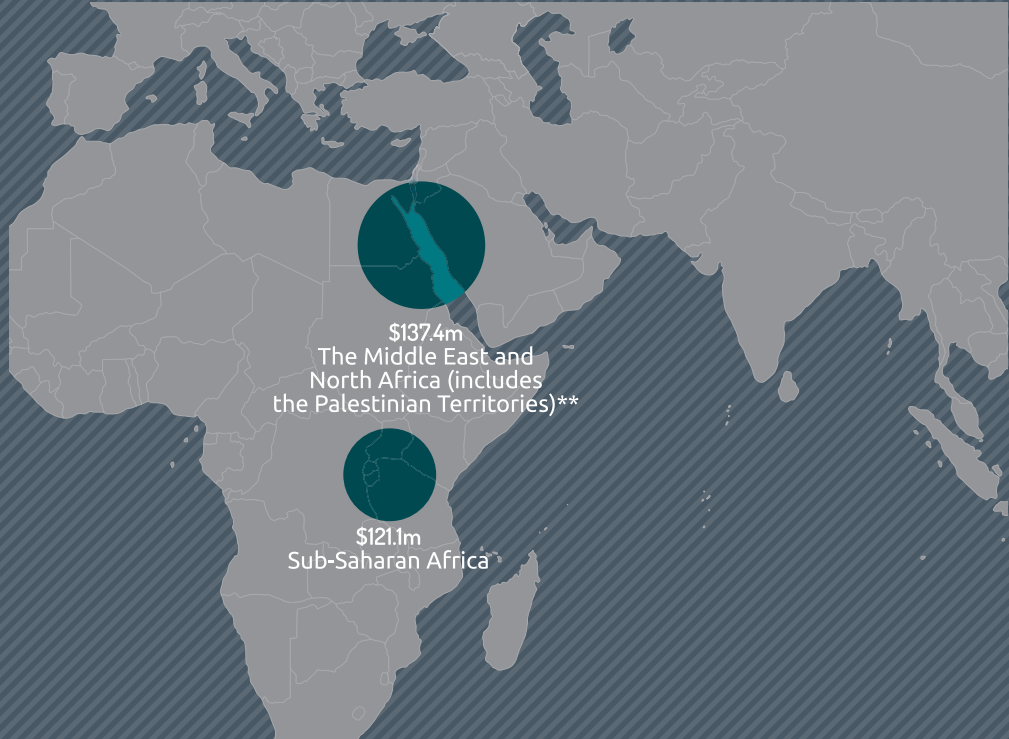 $137.4m
The Middle East and
North Africa (includes
the Palestinian Territories)**
$121.1m
Sub-Saharan Africa